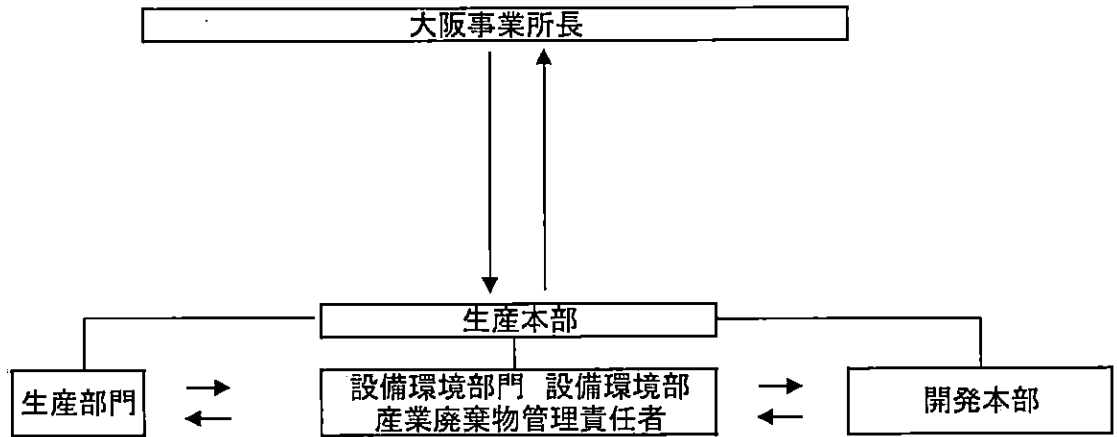 大阪事業所長
生産本部
生産部門
設備環境部門 設備環境部
産業廃棄物管理責任者
開発本部